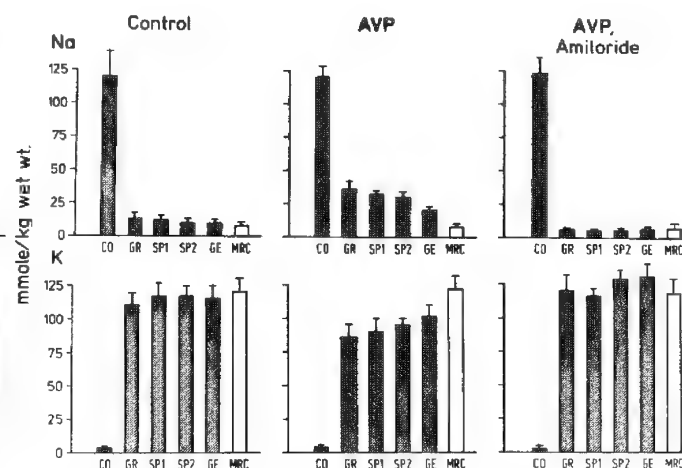 Control
AVP
AVP,
Amiloride
Na
mmole/kg wet wt.
125
100
75
50
25
0
CO GR SP1 SP2 GE MRC
CO GR SP1 SP2 GE MRC
CO GR SP1 SP2 GE MRC
K
125
100
75
50
25
0
CO GR SP1 SP2 GE MRC
CO GR SP1 SP2 GE MRC
CO GR SP1 SP2 GE MRC